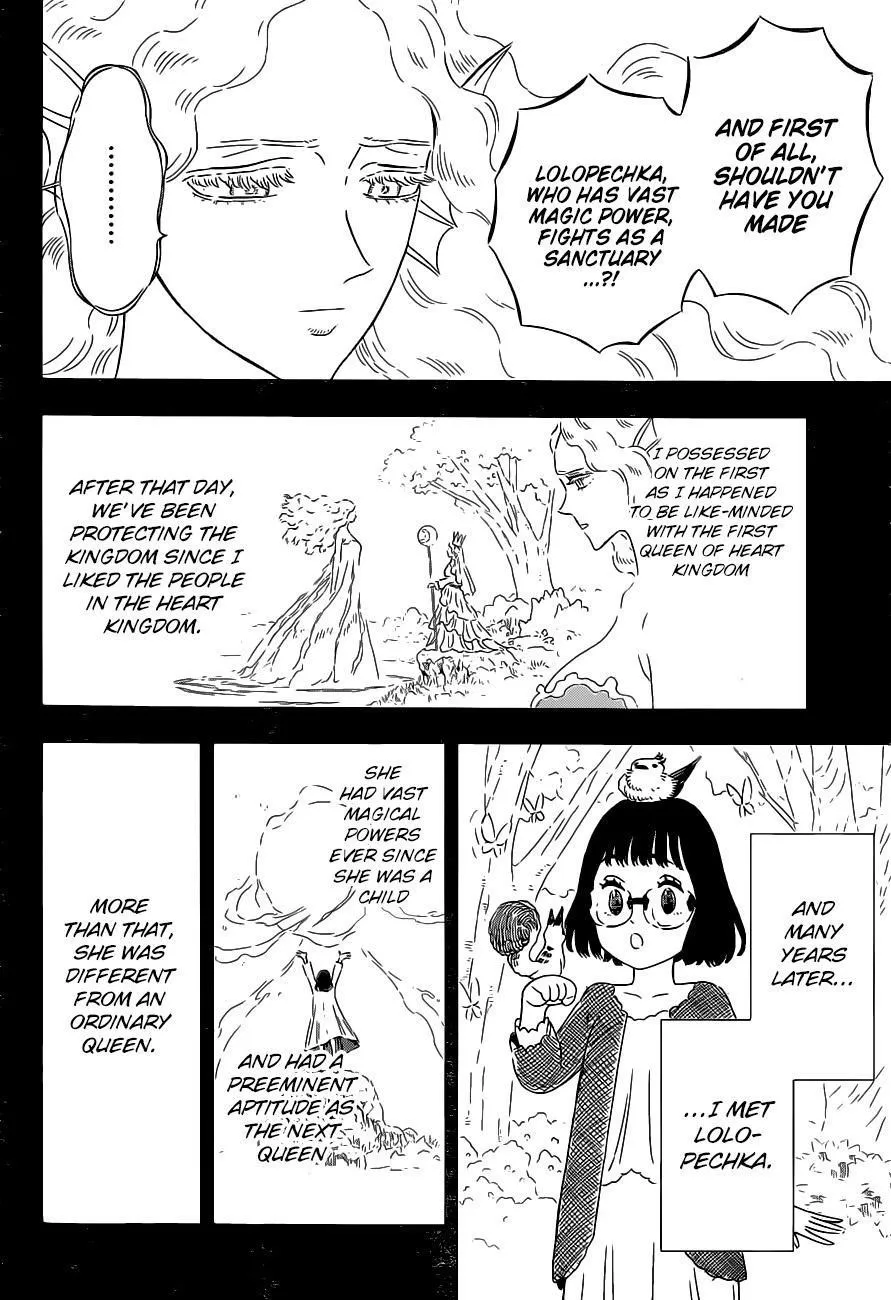 AND FIRST
OF ALL,
SHOULDN'T
HAVE YOU
MADE
LOLOPECHKA,
WHO HAS VAST
MAGIC POWER,
FIGHTS AS A
SANCTUARY
...?!
.........
I POSSESSED
ON THE FIRST
AS I HAPPENED
TO BE LIKE-MINDED
WITH THE FIRST
QUEEN OF HEART
KINGDOM
AFTER THAT DAY,
WE'VE BEEN
PROTECTING THE
KINGDOM SINCE I
LIKED THE PEOPLE
IN THE HEART
KINGDOM.
AND
MANY
YEARS
LATER...
...I MET
LOLO-
PECHKA.
SHE
HAD VAST
MAGICAL
POWERS
EVER SINCE
SHE WAS A
CHILD
AND HAD A
PREEMINENT
APTITUDE AS
THE NEXT
QUEEN
MORE
THAN THAT,
SHE WAS
DIFFERENT
FROM AN
ORDINARY
QUEEN.